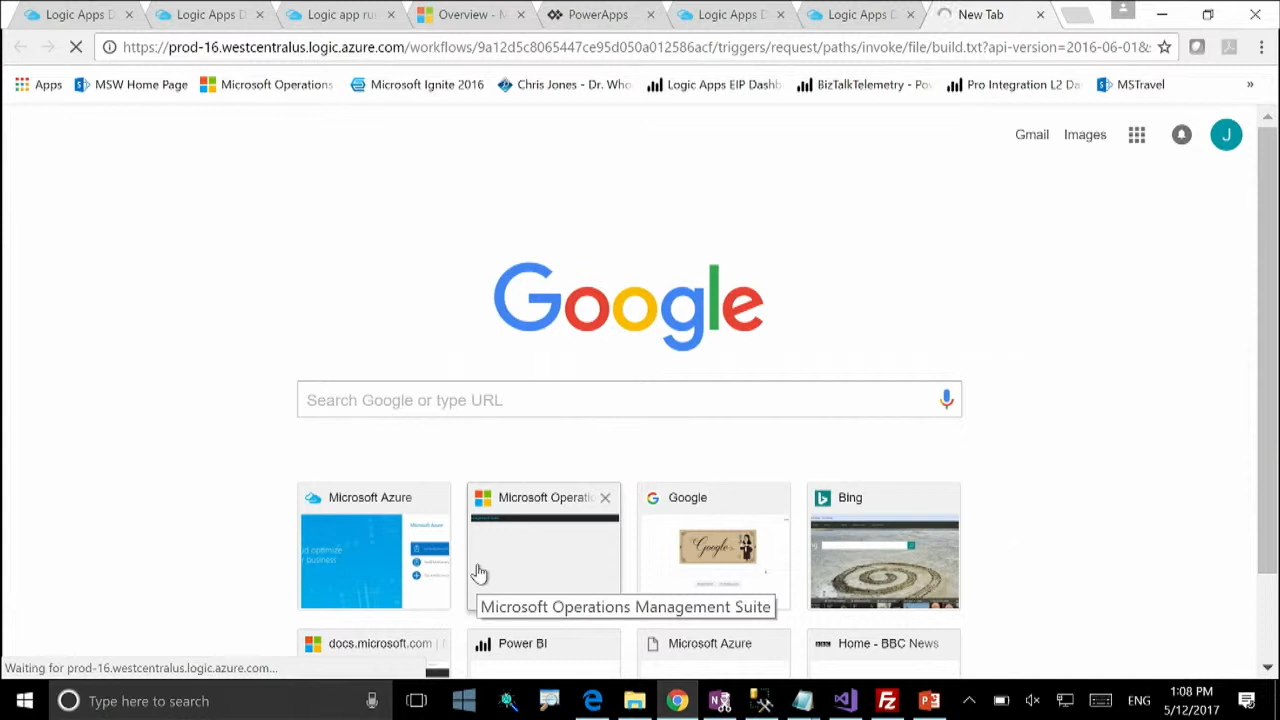 Logic Apps D
Logic Apps D
Logic app ru
Overview - M
PowerApps
Logic Apps D
Logic Apps D
New Tab
https://prod-16.westcentralus.logic.azure.com/workflows/9a12d5c8065447ce95d050a012586acf/triggers/request/paths/invoke/file/build.txt?api-version=2016-06-01&
Apps
MSW Home Page
Microsoft Operations
Microsoft Ignite 2016
Chris Jones - Dr. Who
Logic Apps EIP Dashb
BizTalkTelemetry - Po
Pro Integration L2 Da
MSTravel
»
Gmail
Images
J
Google
Search Google or type URL
Microsoft Azure
Microsoft Operati
Google
Bing
Microsoft Operations Management Suite
docs.microsoft.com |
Power BI
Microsoft Azure
BBC
Home - BBC News
Waiting for prod-16.westcentralus.logic.azure.com...
Type here to search
ENG
1:08 PM
5/12/2017